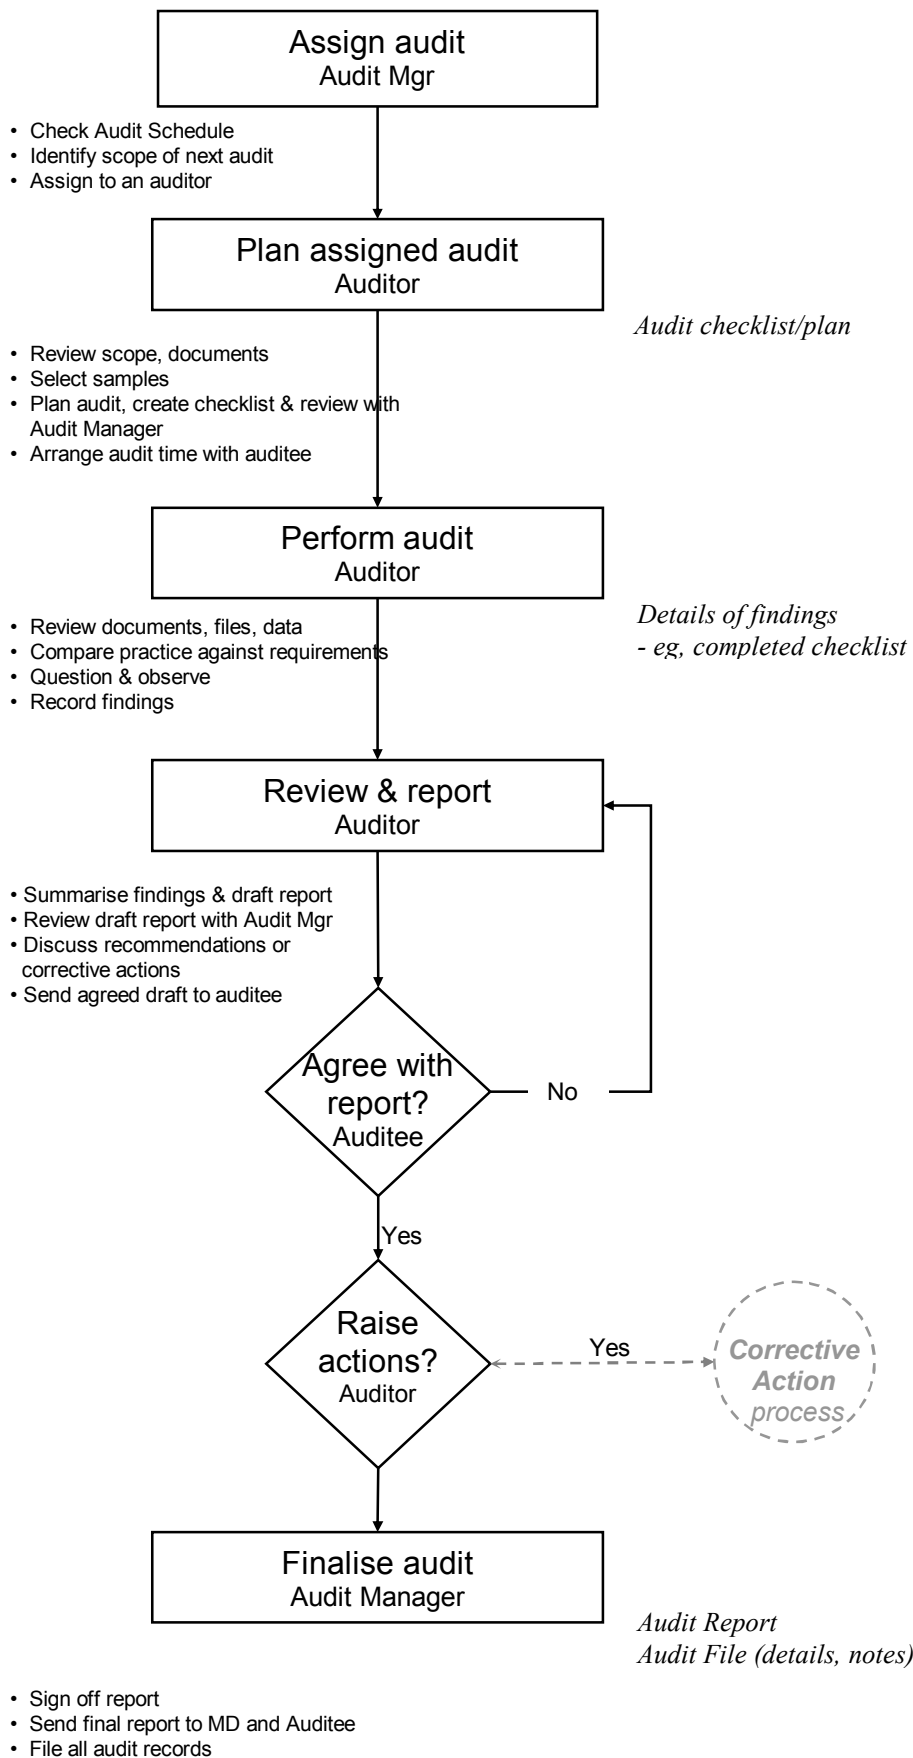 Assign audit
Audit Mgr
• Check Audit Schedule
• Identify scope of next audit
• Assign to an auditor
Plan assigned audit
Auditor
Audit checklist/plan
• Review scope, documents
• Select samples
• Plan audit, create checklist & review with
Audit Manager
• Arrange audit time with auditee
Perform audit
Auditor
Details of findings
- eg, completed checklist
• Review documents, files, data
• Compare practice against requirements
• Question & observe
• Record findings
Review & report
Auditor
• Summarise findings & draft report
• Review draft report with Audit Mgr
• Discuss recommendations or
corrective actions
• Send agreed draft to auditee
Agree with
report?
Auditee
No
Yes
Raise
actions?
Auditor
Yes
Corrective
Action
process
Finalise audit
Audit Manager
Audit Report
Audit File (details, notes)
• Sign off report
• Send final report to MD and Auditee
• File all audit records